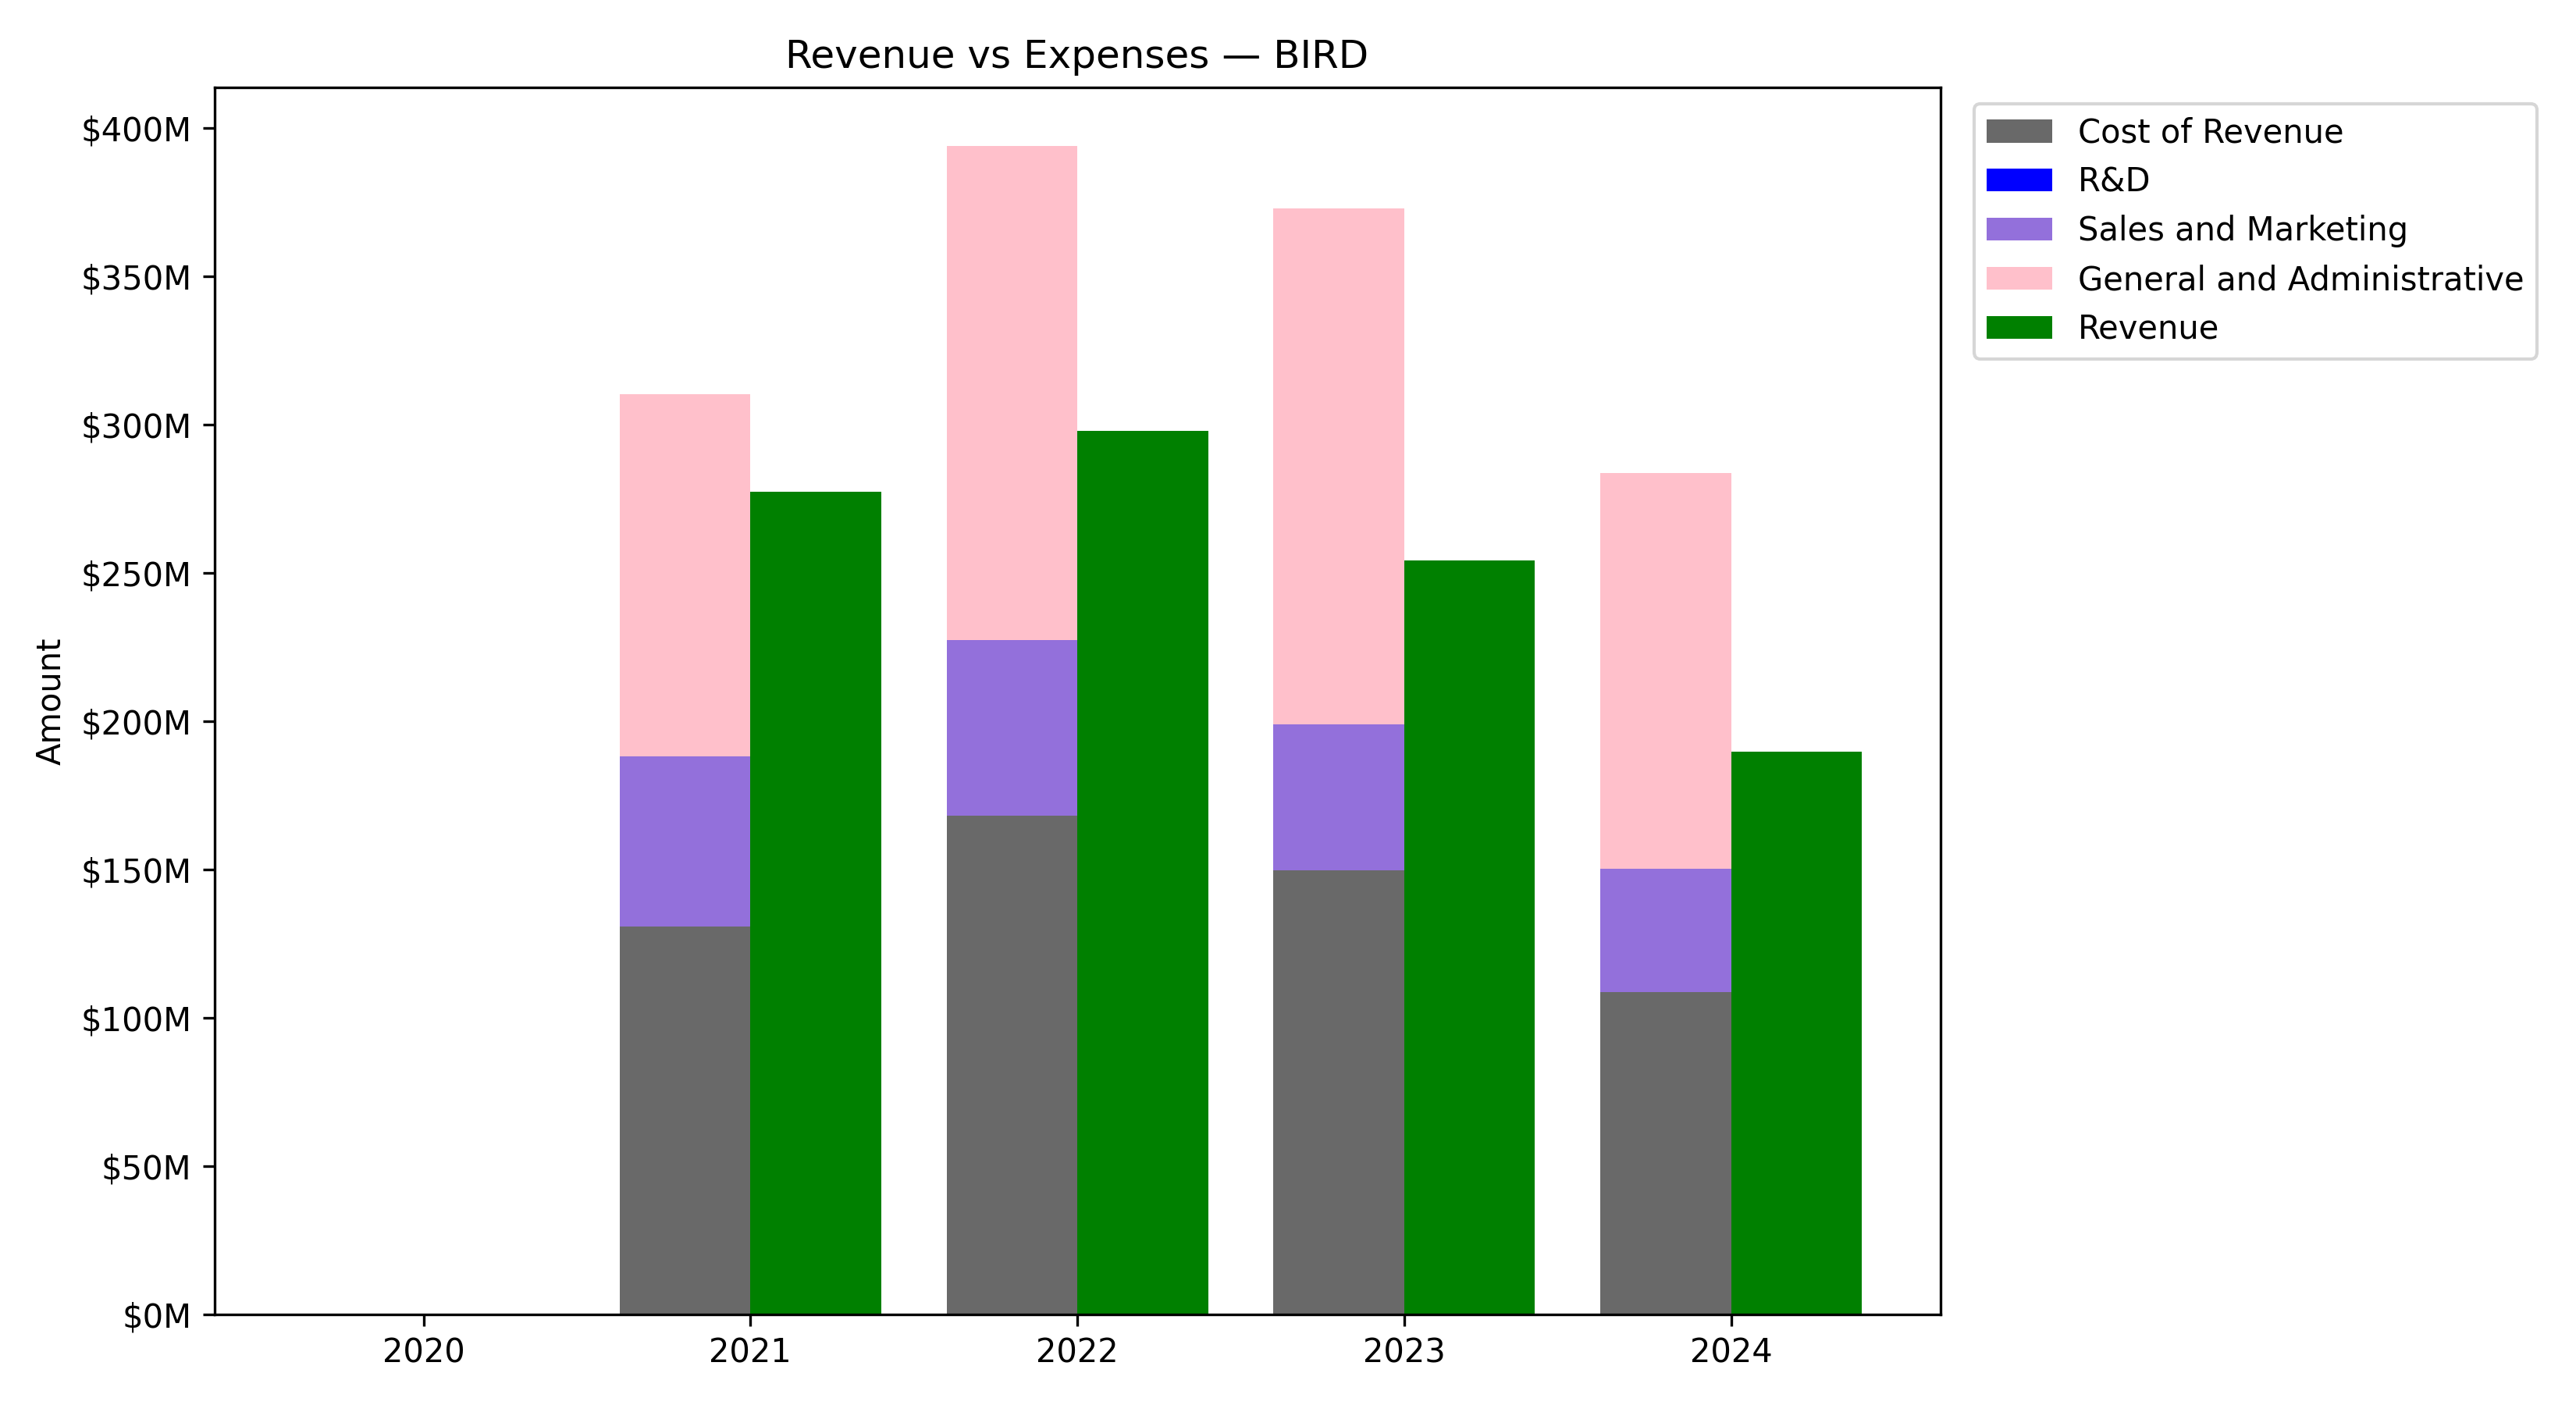 Revenue vs Expenses — BIRD
Amount
$400M
$350M
$300M
$250M
$200M
$150M
$100M
$50M
$0M
2020
2021
2022
2023
2024
Cost of Revenue
R&D
Sales and Marketing
General and Administrative
Revenue